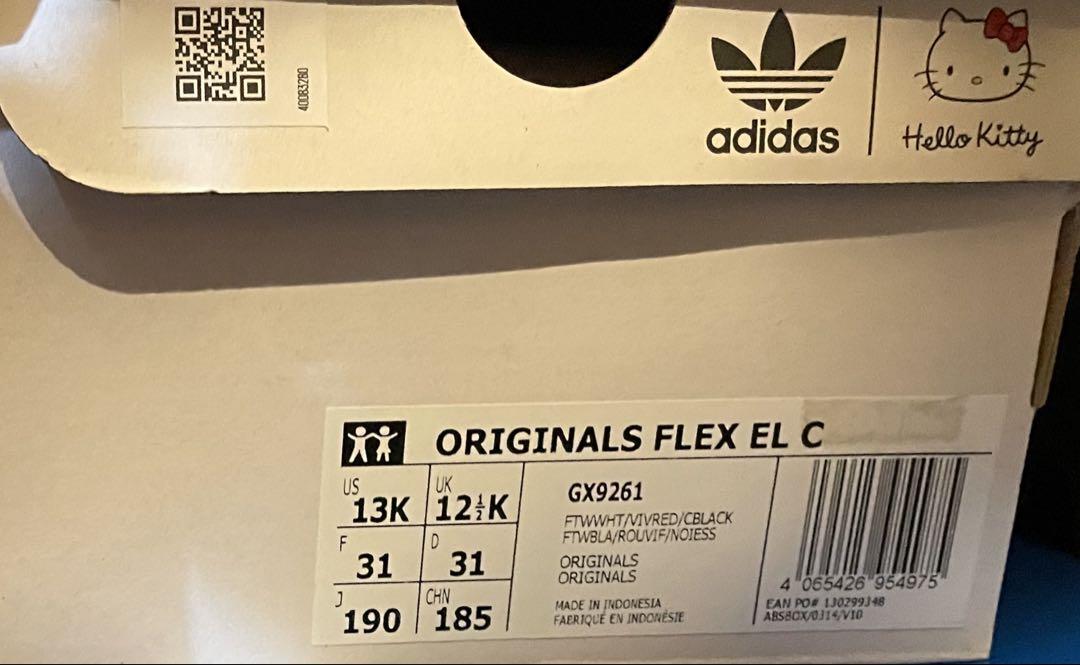 40083280
adidas
Hello Kitty
ORIGINALS FLEX EL C
US 13K
UK 12½K
F 31
D 31
J 190
CHN 185
GX9261
FTWWHT/VIVRED/CBLACK
FTWBLA/ROUVIF/NOIESS
ORIGINALS
ORIGINALS
MADE IN INDONESIA
FABRIQUÉ EN INDONÉSIE
4 065426 954975
EAN PO# 130299348
ABSBOX/0314/V10